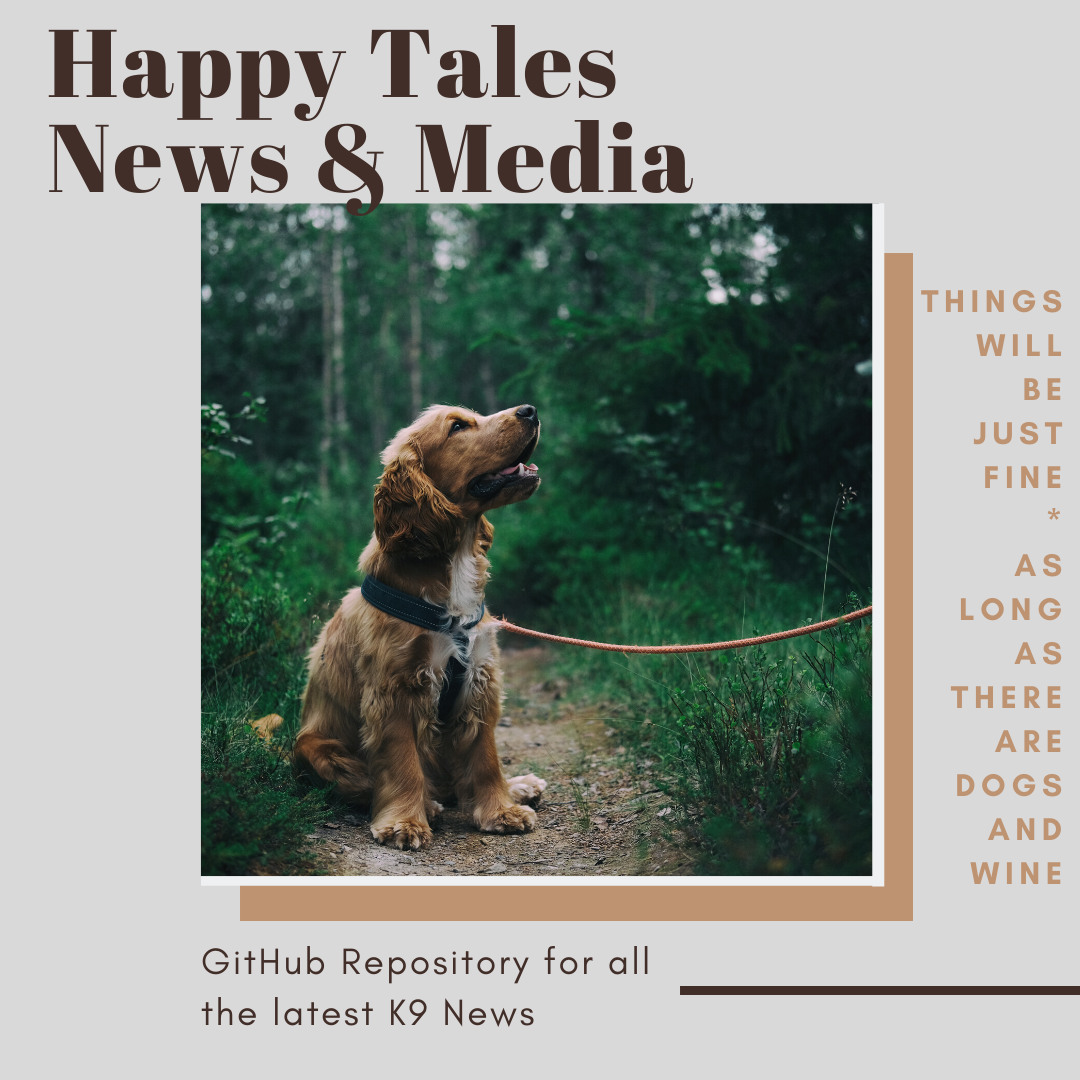 Happy Tales
News & Media
THINGS
WILL
BE
JUST
FINE
*
AS
LONG
AS
THERE
ARE
DOGS
AND
WINE
GitHub Repository for all
the latest K9 News